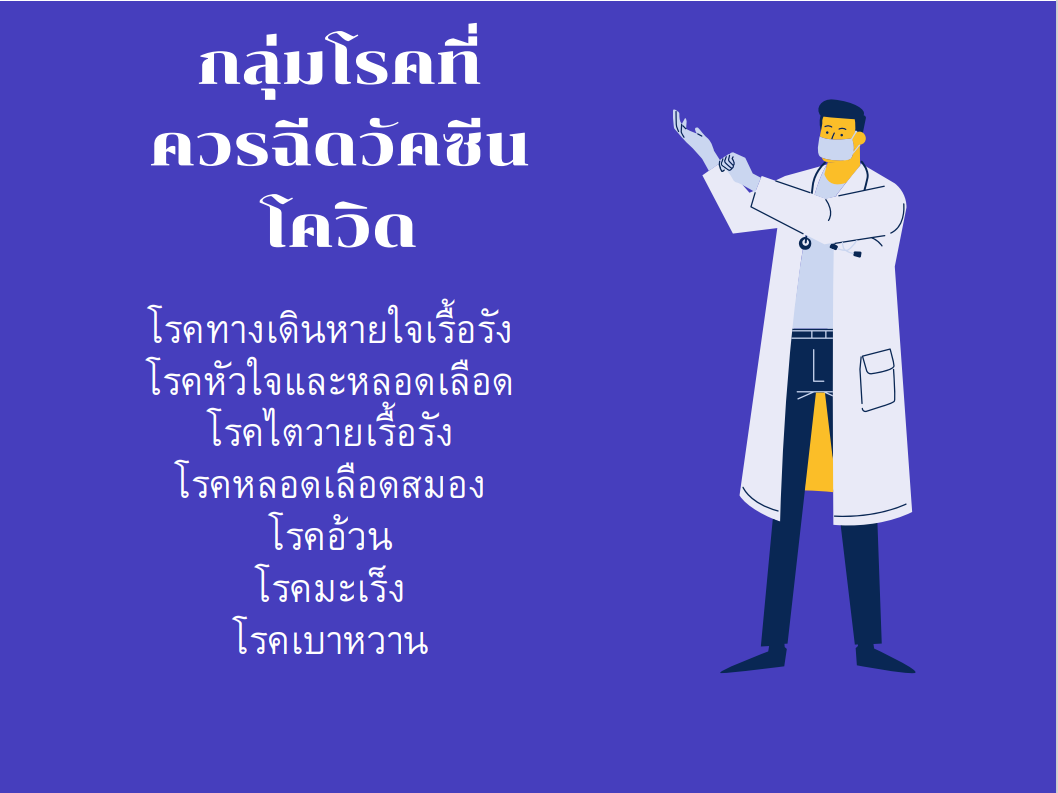 กลุ่มโรคที่
ควรฉีดวัคซีน
โควิด
โรคทางเดินหายใจเรื้อรัง
โรคหัวใจและหลอดเลือด
โรคไตวายเรื้อรัง
โรคหลอดเลือดสมอง
โรคอ้วน
โรคมะเร็ง
โรคเบาหวาน